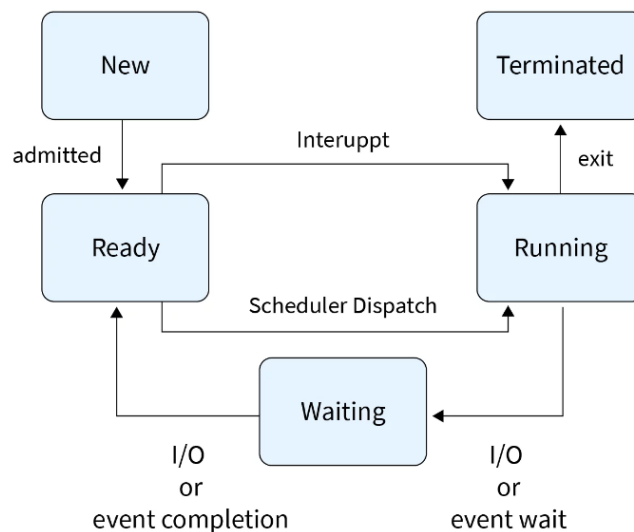 New
Terminated
admitted
Interuppt
exit
Ready
Running
Scheduler Dispatch
Waiting
I/O
or
event completion
I/O
or
event wait